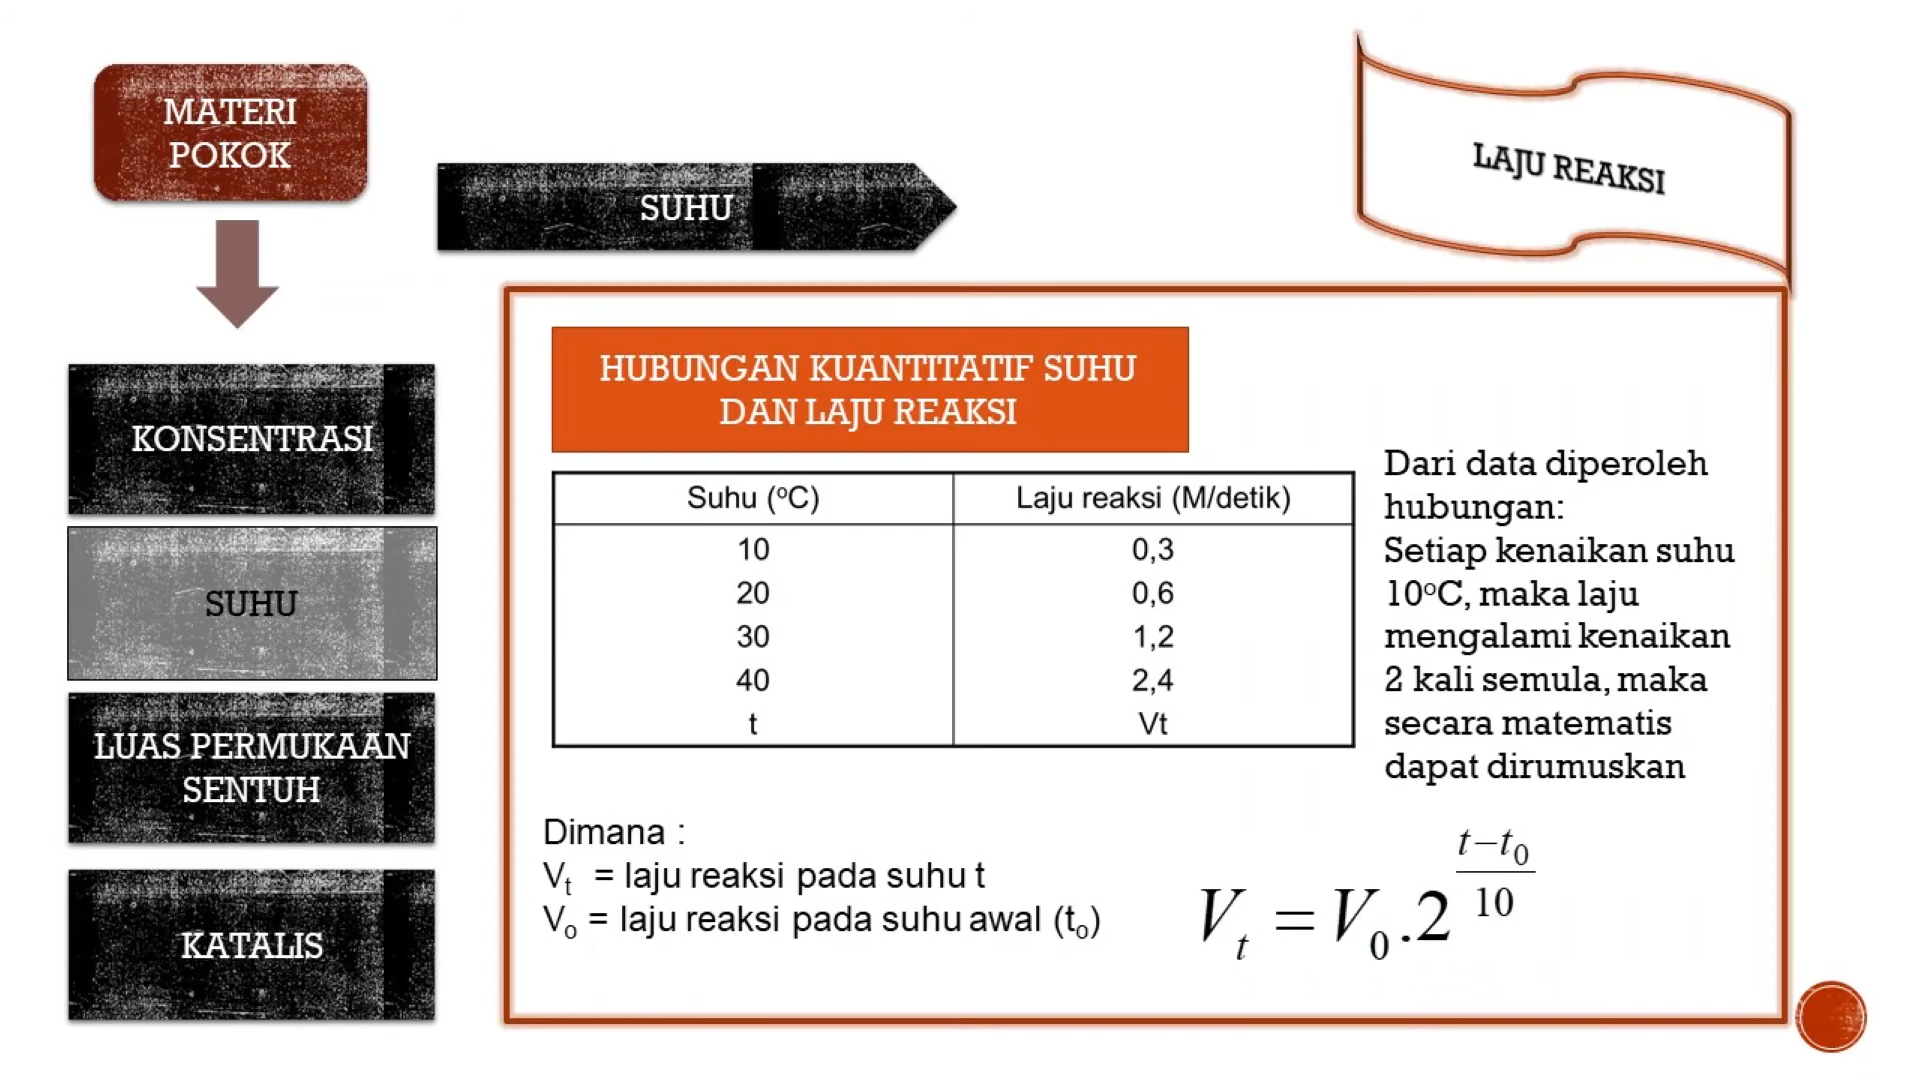 MATERI
POKOK
SUHU
LAJU REAKSI
KONSENTRASI
SUHU
LUAS PERMUKAAN
SENTUH
KATALIS
HUBUNGAN KUANTITATIF SUHU
DAN LAJU REAKSI
Suhu (⁰C) Laju reaksi (M/detik)
10 0,3
20 0,6
30 1,2
40 2,4
t Vt
Dari data diperoleh
hubungan:
Setiap kenaikan suhu
10⁰C, maka laju
mengalami kenaikan
2 kali semula, maka
secara matematis
dapat dirumuskan
Dimana :
Vₜ = laju reaksi pada suhu t
Vₒ = laju reaksi pada suhu awal (tₒ)
Vₜ = V₀.2^((t−t₀)/10)